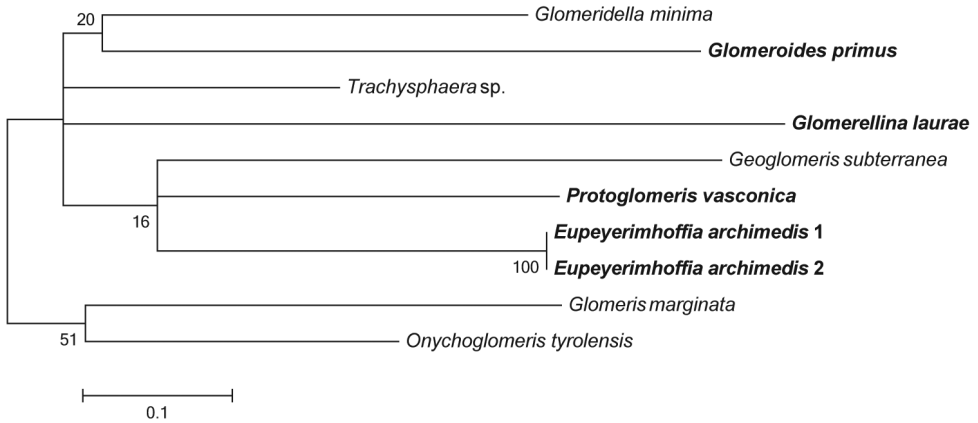 20
Glomeridella minima
Glomeroides primus
Trachysphaera sp.
Glomerellina laurae
Geoglomeris subterranea
Protoglomeris vasconica
16
Eupeyerimhoffia archimedis 1
100
Eupeyerimhoffia archimedis 2
Glomeris marginata
51
Onychoglomeris tyrolensis
0.1